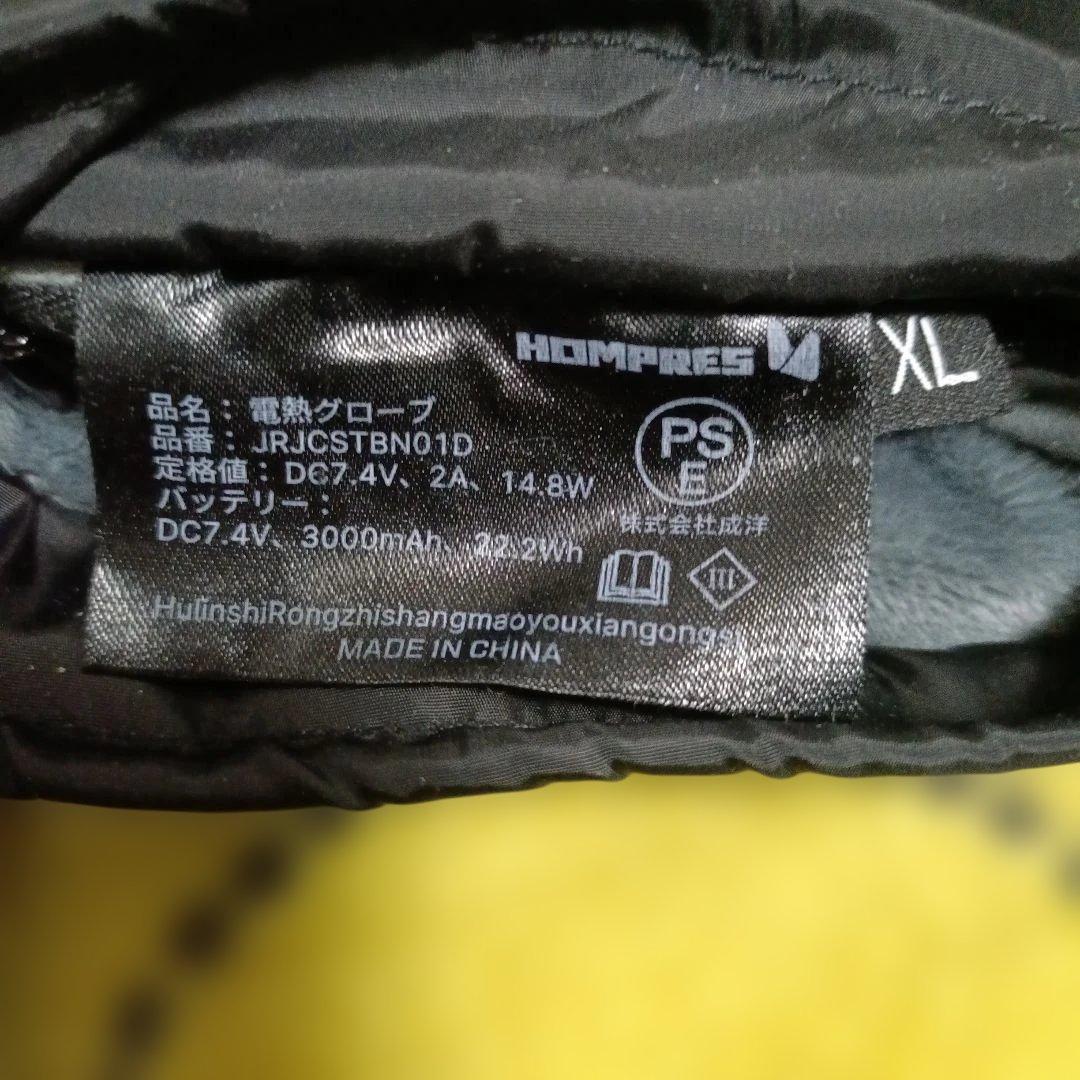 HOMPRES
XL
品名：電熱グローブ
品番：JRJCSTBN01D
定格値：DC7.4V、2A、14.8W
バッテリー：
DC7.4V、3000mAh、22.2Wh
PS
E
株式会社成洋
HulinshiRongzhishangmaoyouxiangongsi
MADE IN CHINA